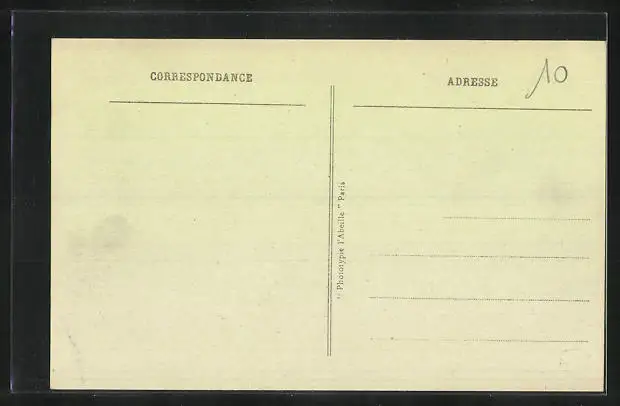 CORRESPONDANCE
ADRESSE
10
" Phototypie l'Abeille " Paris